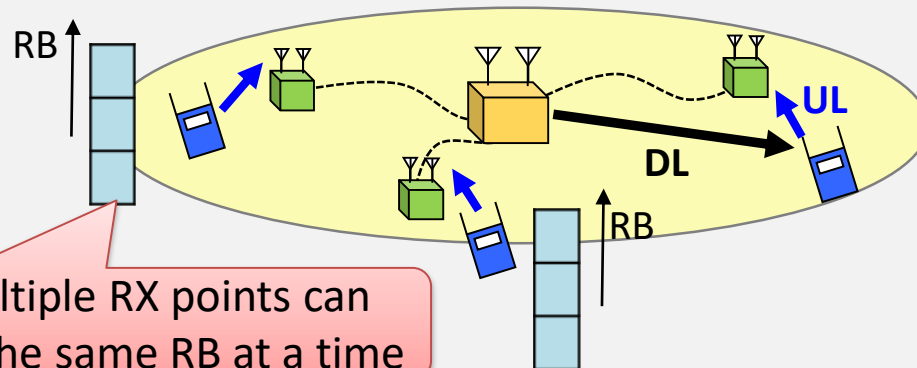 RB
UL
DL
RB
ltiple RX points can
he same RB at a time